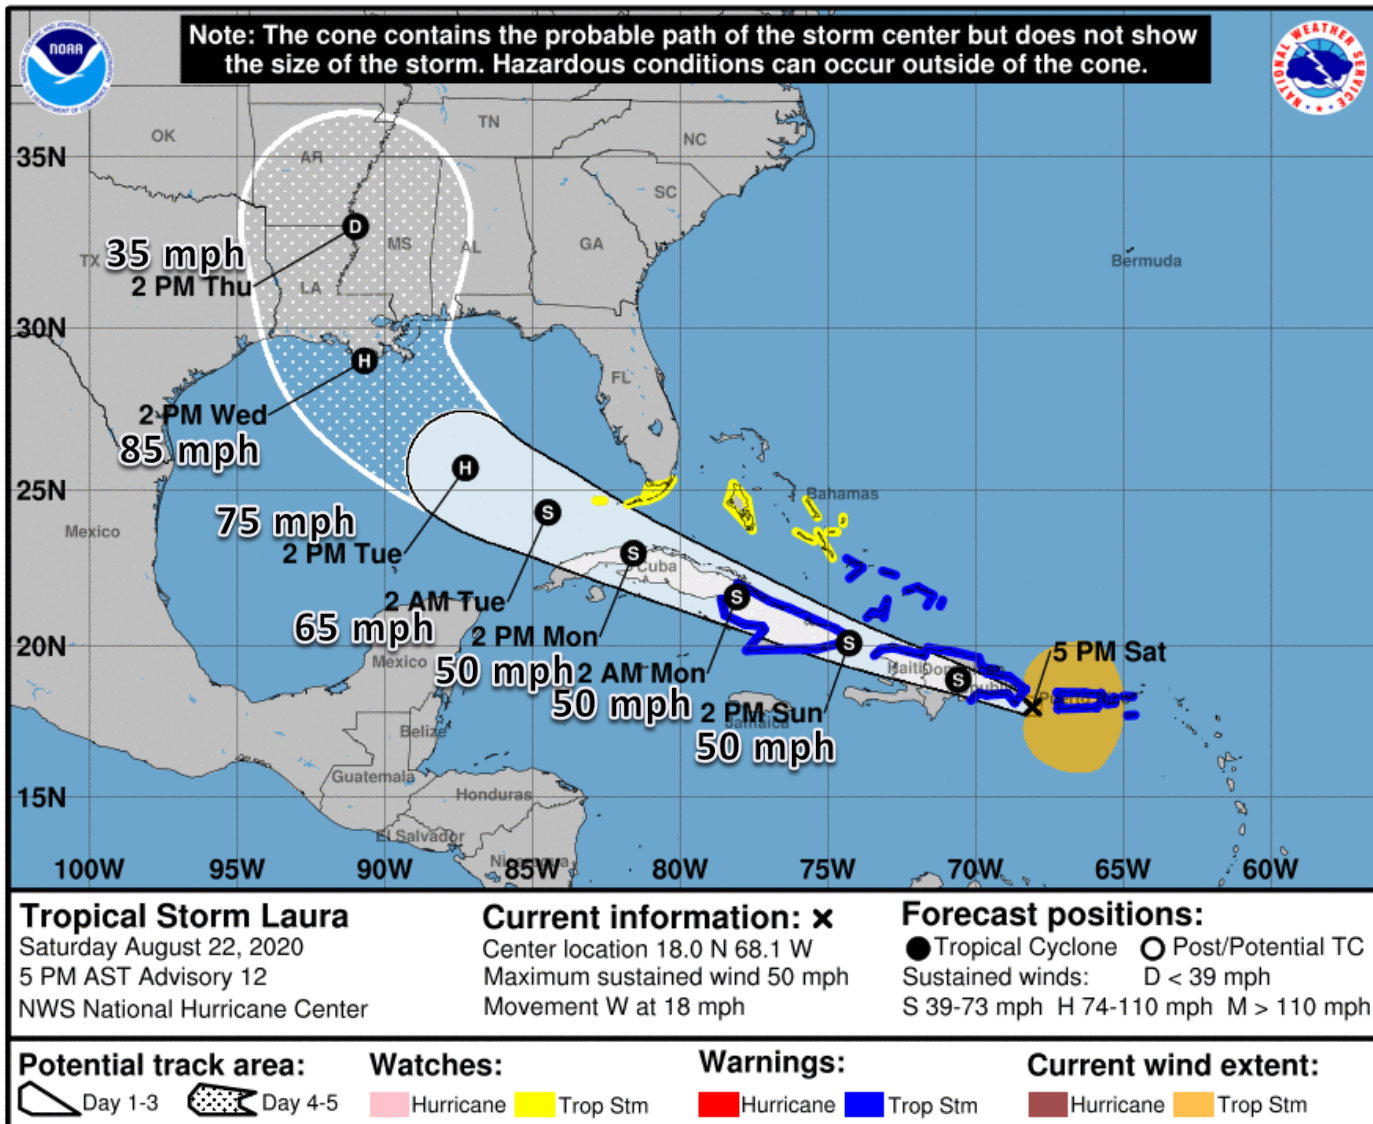 Note: The cone contains the probable path of the storm center but does not show
the size of the storm. Hazardous conditions can occur outside of the cone.
NOAA
NATIONAL WEATHER SERVICE
OK
TN
NC
35N
AR
SC
MS
AL
GA
TX
35 mph
2 PM Thu
LA
D
Bermuda
30N
H
FL
2 PM Wed
85 mph
H
25N
Bahamas
Mexico
75 mph
S
2 PM Tue
S
Cuba
2 AM Tue
S
65 mph
2 PM Mon
S
20N
5 PM Sat
Mexico
50 mph
2 AM Mon
Haiti
S
50 mph
2 PM Sun
Jamaica
50 mph
Belize
Guatemala
15N
Honduras
El Salvador
Nicaragua
100W 95W 90W 85W 80W 75W 70W 65W 60W
Tropical Storm Laura
Saturday August 22, 2020
5 PM AST Advisory 12
NWS National Hurricane Center
Current information: x
Center location 18.0 N 68.1 W
Maximum sustained wind 50 mph
Movement W at 18 mph
Forecast positions:
Tropical Cyclone Post/Potential TC
Sustained winds: D < 39 mph
S 39-73 mph H 74-110 mph M > 110 mph
Potential track area:
Day 1-3 Day 4-5
Watches:
Hurricane Trop Stm
Warnings:
Hurricane Trop Stm
Current wind extent:
Hurricane Trop Stm